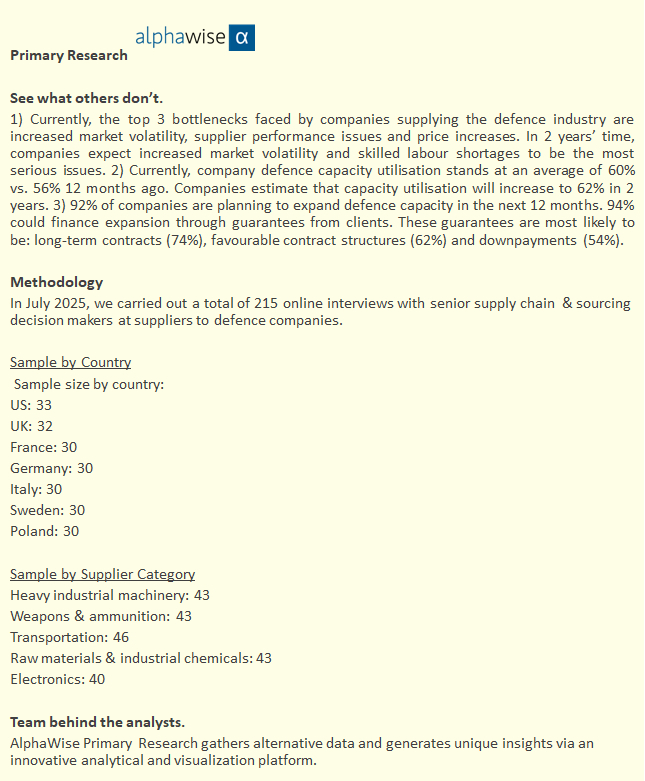 alphawise α
Primary Research
See what others don’t.
1) Currently, the top 3 bottlenecks faced by companies supplying the defence industry are
increased market volatility, supplier performance issues and price increases. In 2 years’ time,
companies expect increased market volatility and skilled labour shortages to be the most
serious issues. 2) Currently, company defence capacity utilisation stands at an average of 60%
vs. 56% 12 months ago. Companies estimate that capacity utilisation will increase to 62% in 2
years. 3) 92% of companies are planning to expand defence capacity in the next 12 months. 94%
could finance expansion through guarantees from clients. These guarantees are most likely to
be: long-term contracts (74%), favourable contract structures (62%) and downpayments (54%).
Methodology
In July 2025, we carried out a total of 215 online interviews with senior supply chain & sourcing
decision makers at suppliers to defence companies.
Sample by Country
Sample size by country:
US: 33
UK: 32
France: 30
Germany: 30
Italy: 30
Sweden: 30
Poland: 30
Sample by Supplier Category
Heavy industrial machinery: 43
Weapons & ammunition: 43
Transportation: 46
Raw materials & industrial chemicals: 43
Electronics: 40
Team behind the analysts.
AlphaWise Primary Research gathers alternative data and generates unique insights via an
innovative analytical and visualization platform.